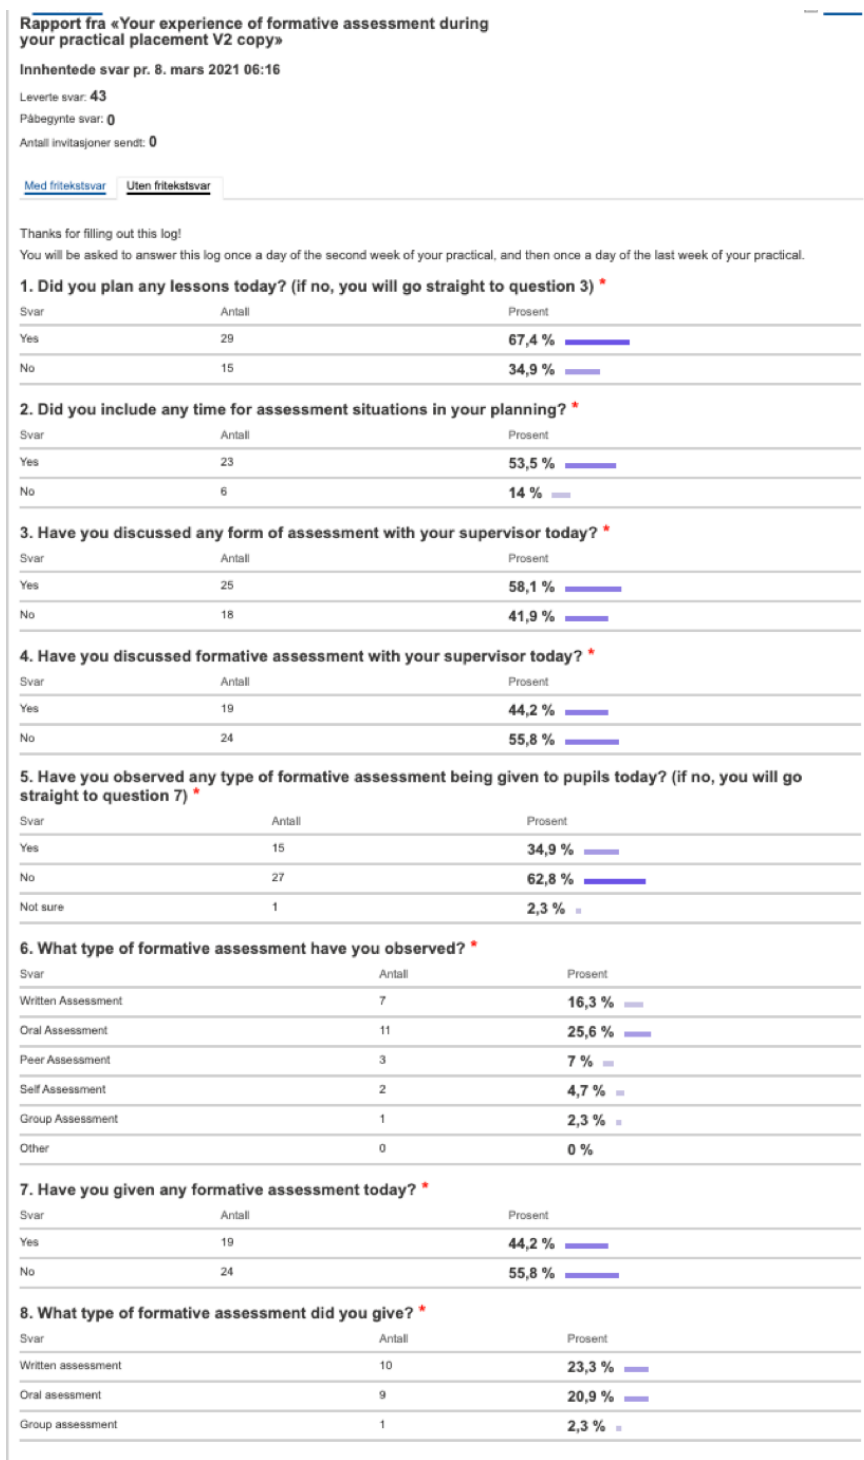 Rapport fra «Your experience of formative assessment during
your practical placement V2 copy»
Innhentede svar pr. 8. mars 2021 06:16
Leverte svar: 43
Påbegynte svar: 0
Antall invitasjoner sendt: 0
Med fritekstsvar Uten fritekstsvar
Thanks for filling out this log!
You will be asked to answer this log once a day of the second week of your practical, and then once a day of the last week of your practical.
1. Did you plan any lessons today? (if no, you will go straight to question 3) *
Svar Antall Prosent
Yes 29 67,4 %
No 15 34,9 %
2. Did you include any time for assessment situations in your planning? *
Svar Antall Prosent
Yes 23 53,5 %
No 6 14 %
3. Have you discussed any form of assessment with your supervisor today? *
Svar Antall Prosent
Yes 25 58,1 %
No 18 41,9 %
4. Have you discussed formative assessment with your supervisor today? *
Svar Antall Prosent
Yes 19 44,2 %
No 24 55,8 %
5. Have you observed any type of formative assessment being given to pupils today? (if no, you will go
straight to question 7) *
Svar Antall Prosent
Yes 15 34,9 %
No 27 62,8 %
Not sure 1 2,3 %
6. What type of formative assessment have you observed? *
Svar Antall Prosent
Written Assessment 7 16,3 %
Oral Assessment 11 25,6 %
Peer Assessment 3 7 %
Self Assessment 2 4,7 %
Group Assessment 1 2,3 %
Other 0 0 %
7. Have you given any formative assessment today? *
Svar Antall Prosent
Yes 19 44,2 %
No 24 55,8 %
8. What type of formative assessment did you give? *
Svar Antall Prosent
Written assessment 10 23,3 %
Oral asessment 9 20,9 %
Group assessment 1 2,3 %